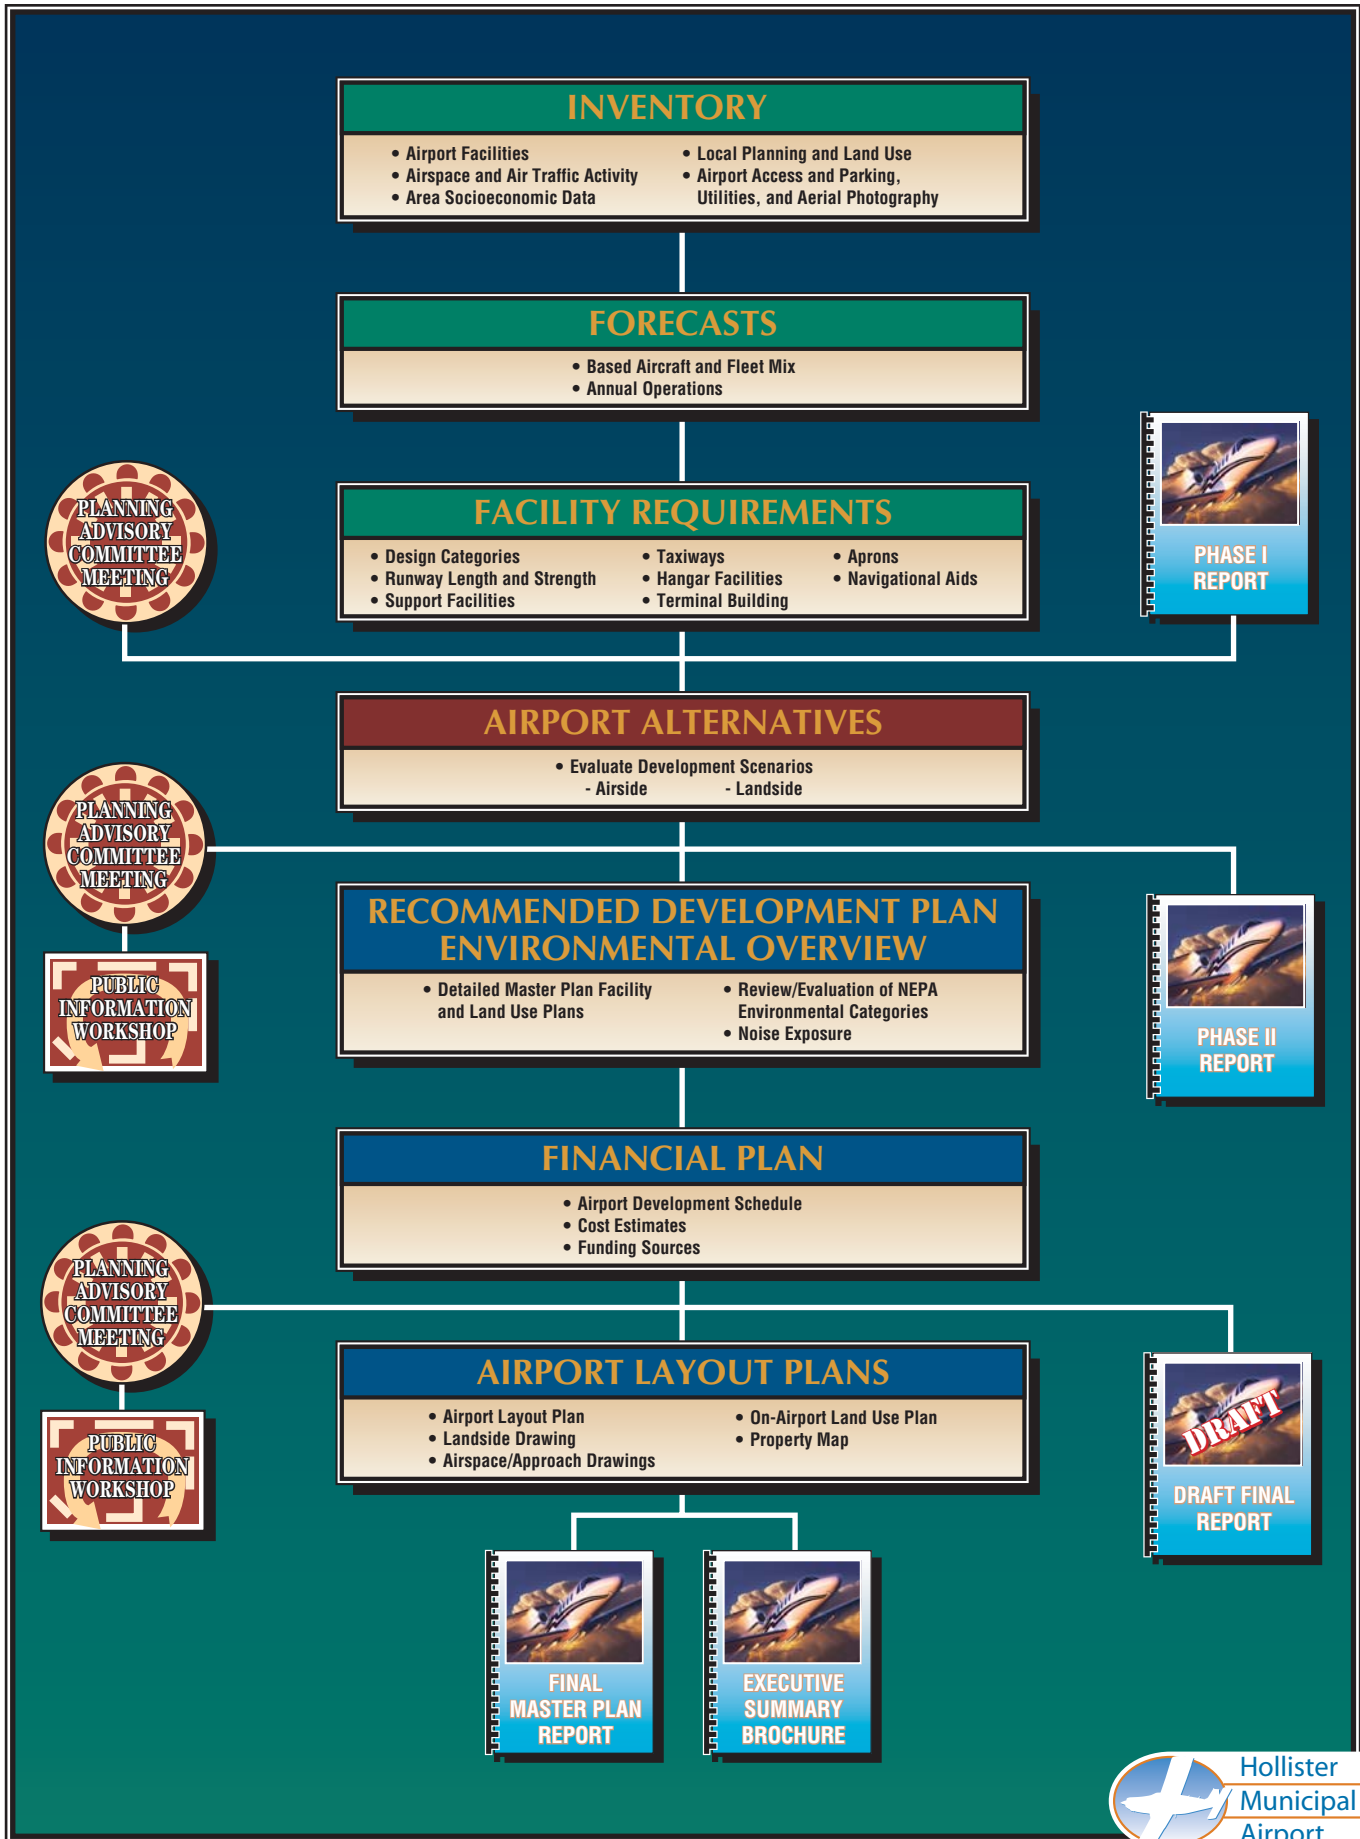 INVENTORY
• Airport Facilities
• Airspace and Air Traffic Activity
• Area Socioeconomic Data
• Local Planning and Land Use
• Airport Access and Parking,
Utilities, and Aerial Photography
FORECASTS
• Based Aircraft and Fleet Mix
• Annual Operations
PLANNING
ADVISORY
COMMITTEE
MEETING
FACILITY REQUIREMENTS
• Design Categories
• Runway Length and Strength
• Support Facilities
• Taxiways
• Hangar Facilities
• Terminal Building
• Aprons
• Navigational Aids
PHASE I
REPORT
AIRPORT ALTERNATIVES
• Evaluate Development Scenarios
- Airside
- Landside
PLANNING
ADVISORY
COMMITTEE
MEETING
PUBLIC
INFORMATION
WORKSHOP
RECOMMENDED DEVELOPMENT PLAN
ENVIRONMENTAL OVERVIEW
• Detailed Master Plan Facility
and Land Use Plans
• Review/Evaluation of NEPA
Environmental Categories
• Noise Exposure
PHASE II
REPORT
FINANCIAL PLAN
• Airport Development Schedule
• Cost Estimates
• Funding Sources
PLANNING
ADVISORY
COMMITTEE
MEETING
PUBLIC
INFORMATION
WORKSHOP
AIRPORT LAYOUT PLANS
• Airport Layout Plan
• Landside Drawing
• Airspace/Approach Drawings
• On-Airport Land Use Plan
• Property Map
DRAFT
DRAFT FINAL
REPORT
FINAL
MASTER PLAN
REPORT
EXECUTIVE
SUMMARY
BROCHURE
Hollister
Municipal
Airport